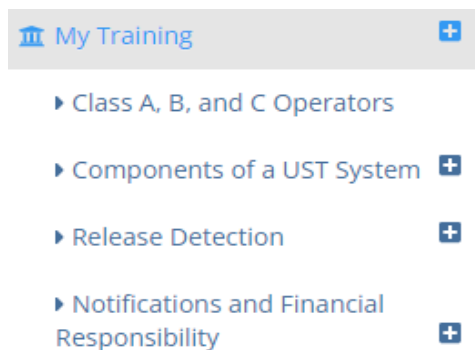 My Training
Class A, B, and C Operators
Components of a UST System
Release Detection
Notifications and Financial
Responsibility